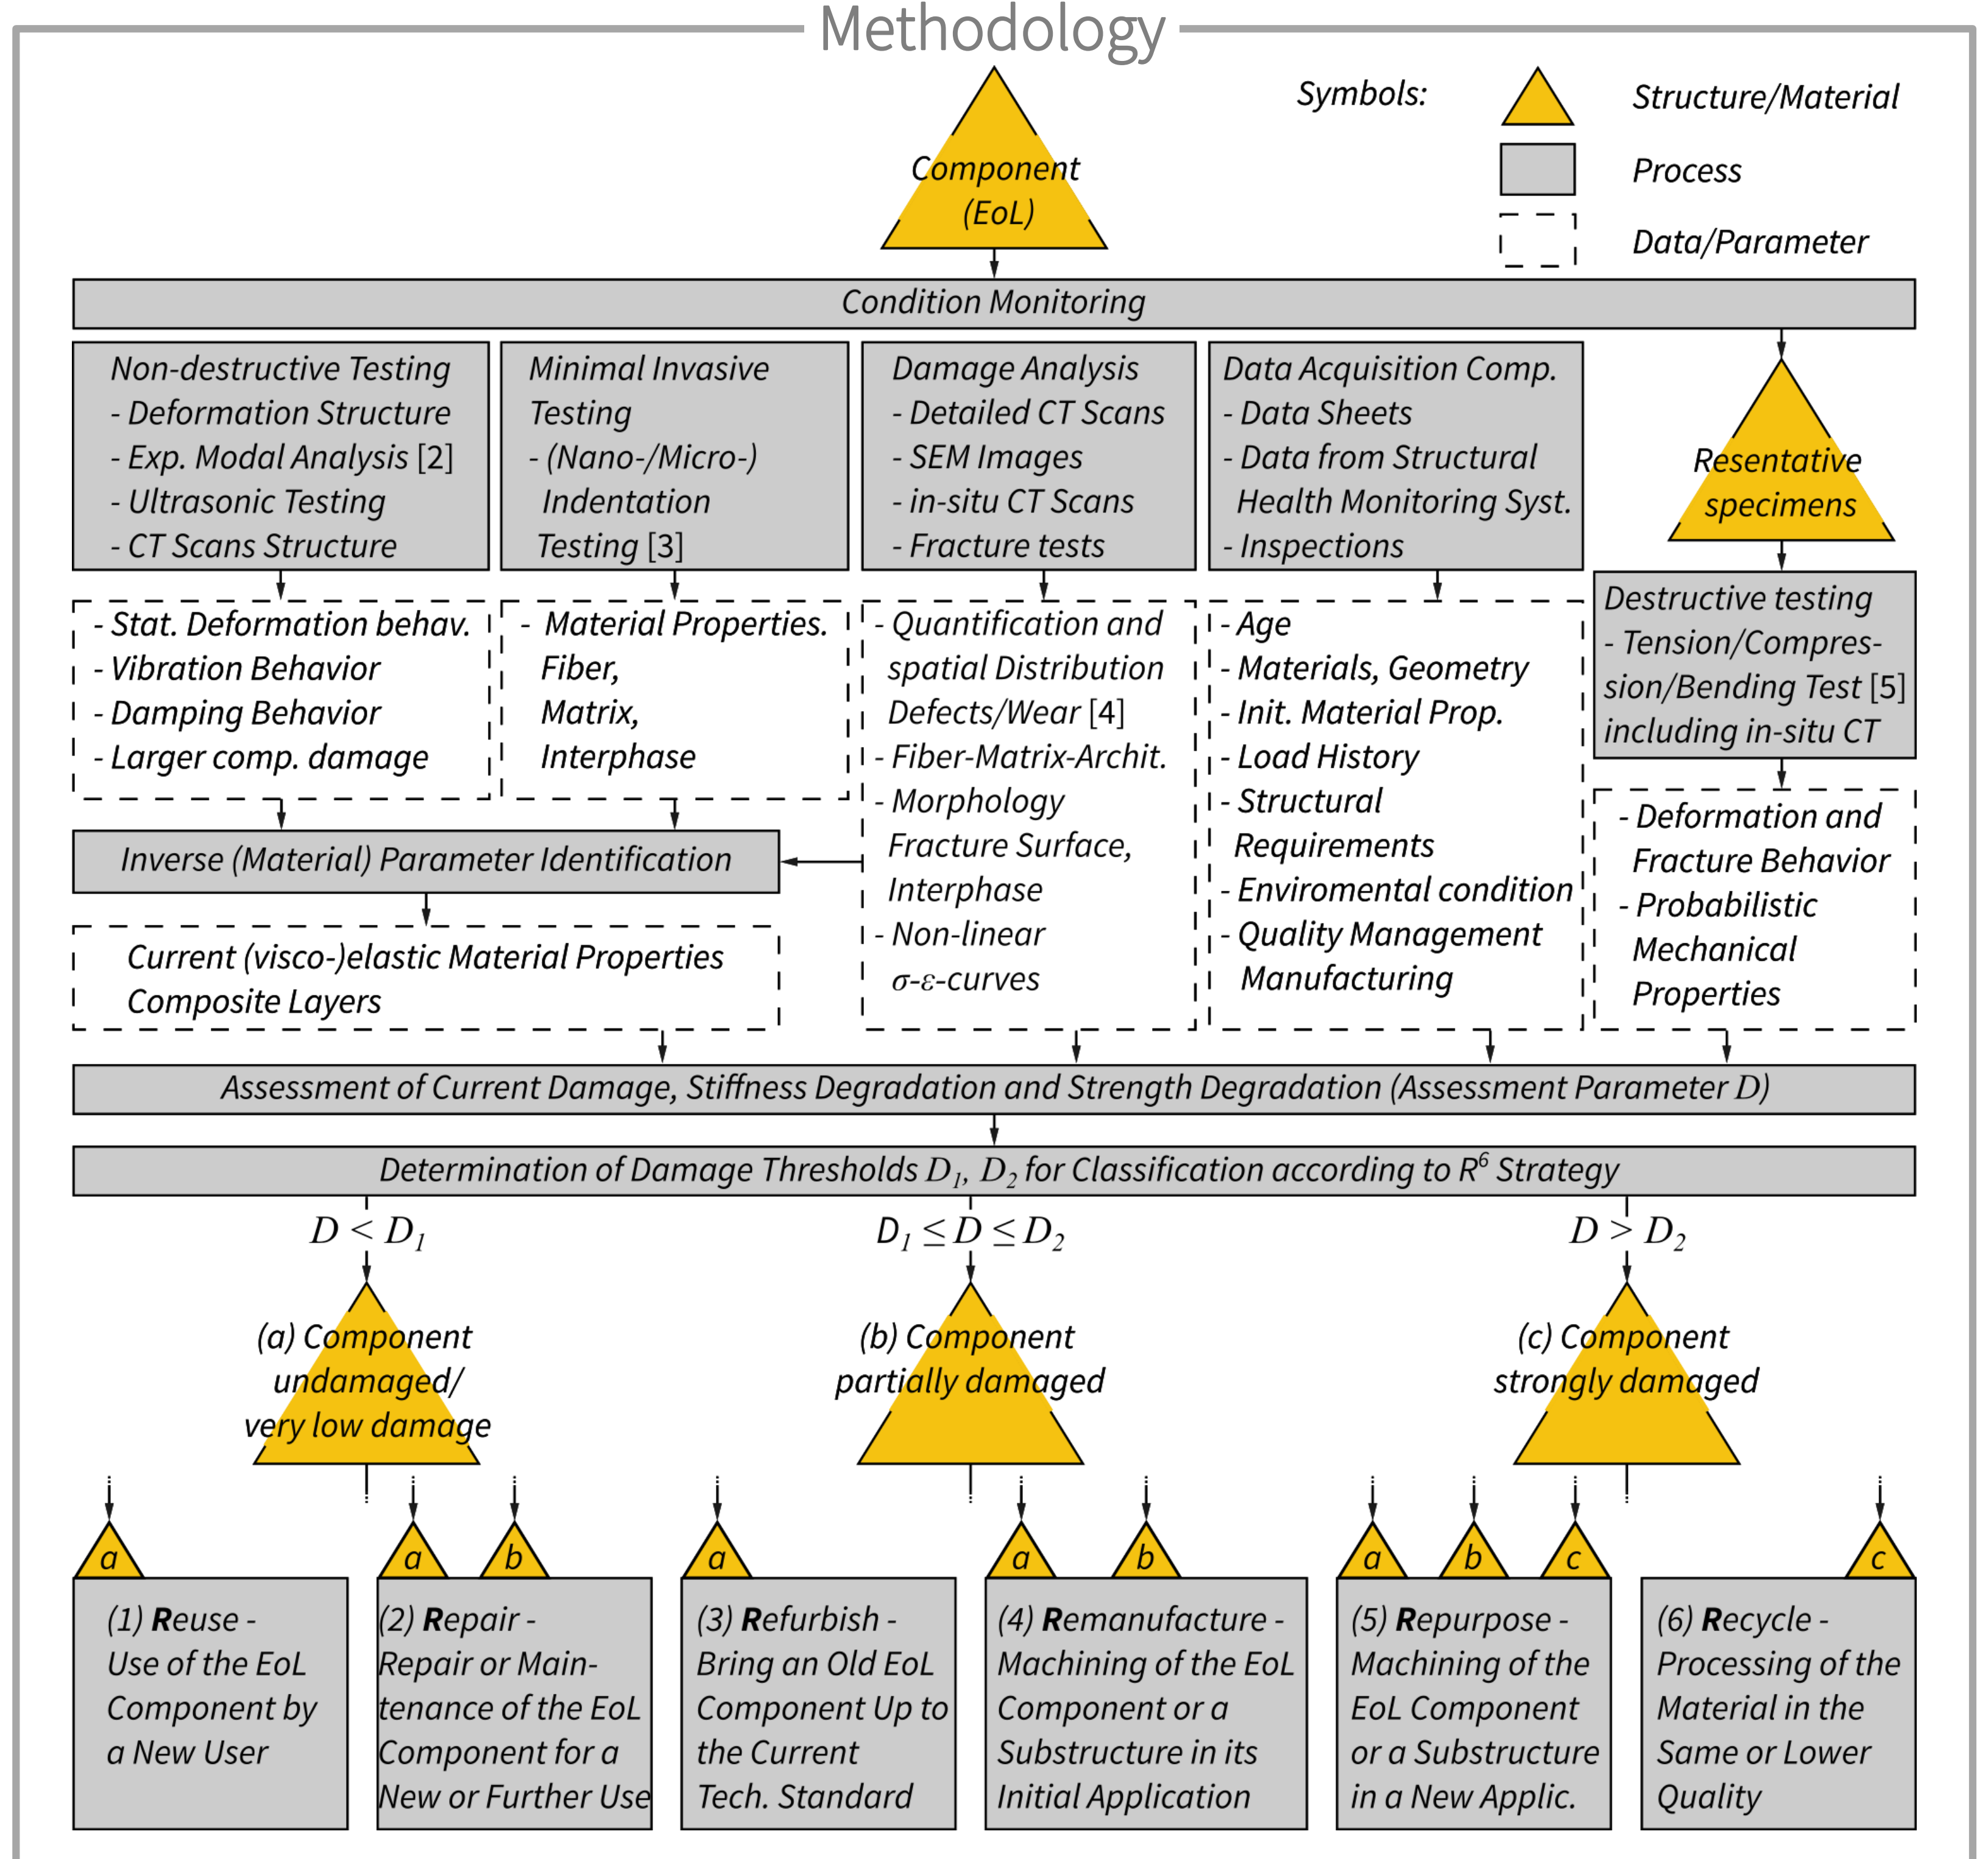 Methodology
Component
(EoL)
Symbols:
Structure/Material
Process
Data/Parameter
Condition Monitoring
Non-destructive Testing
- Deformation Structure
- Exp. Modal Analysis [2]
- Ultrasonic Testing
- CT Scans Structure
Minimal Invasive
Testing
- (Nano-/Micro-)
Indentation
Testing [3]
Damage Analysis
- Detailed CT Scans
- SEM Images
- in-situ CT Scans
- Fracture tests
Data Acquisition Comp.
- Data Sheets
- Data from Structural
Health Monitoring Syst.
- Inspections
Resentative
specimens
- Stat. Deformation behav.
- Vibration Behavior
- Damping Behavior
- Larger comp. damage
- Material Properties.
Fiber,
Matrix,
Interphase
- Quantification and
spatial Distribution
Defects/Wear [4]
- Fiber-Matrix-Archit.
- Morphology
Fracture Surface,
Interphase
- Non-linear
σ-ε-curves
- Age
- Materials, Geometry
- Init. Material Prop.
- Load History
- Structural
Requirements
- Enviromental condition
- Quality Management
Manufacturing
Destructive testing
- Tension/Compres-
sion/Bending Test [5]
including in-situ CT
- Deformation and
Fracture Behavior
- Probabilistic
Mechanical
Properties
Inverse (Material) Parameter Identification
Current (visco-)elastic Material Properties
Composite Layers
Assessment of Current Damage, Stiffness Degradation and Strength Degradation (Assessment Parameter D)
Determination of Damage Thresholds D₁, D₂ for Classification according to R⁶ Strategy
D < D₁
D₁ ≤ D ≤ D₂
D > D₂
(a) Component
undamaged/
very low damage
(b) Component
partially damaged
(c) Component
strongly damaged
a
a
b
a
a
b
a
b
c
c
(1) Reuse -
Use of the EoL
Component by
a New User
(2) Repair -
Repair or Main-
tenance of the EoL
Component for a
New or Further Use
(3) Refurbish -
Bring an Old EoL
Component Up to
the Current
Tech. Standard
(4) Remanufacture -
Machining of the EoL
Component or a
Substructure in its
Initial Application
(5) Repurpose -
Machining of the
EoL Component
or a Substructure
in a New Applic.
(6) Recycle -
Processing of the
Material in the
Same or Lower
Quality